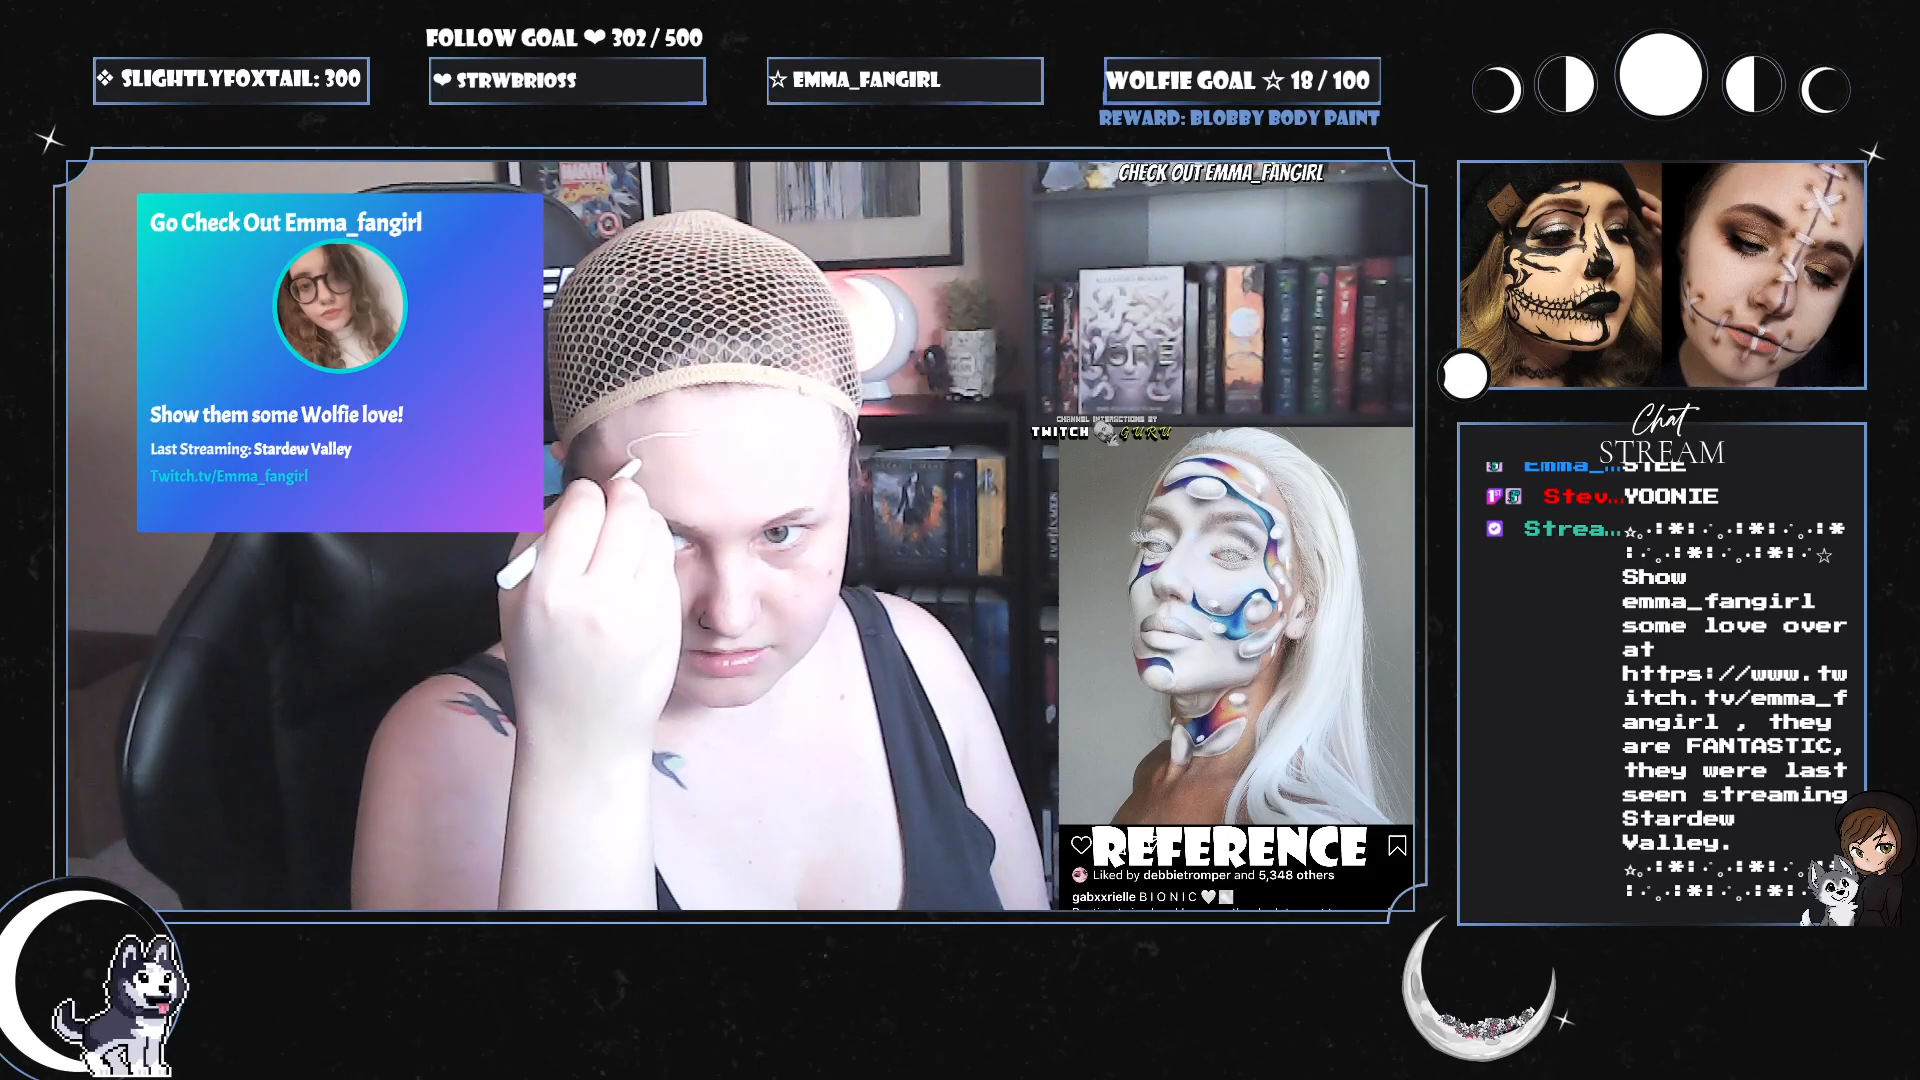 FOLLOW GOAL ❤ 302 / 500
❖ SLIGHTLYFOXTAIL: 300
❤ STRWBRIOSS
☆ EMMA_FANGIRL
WOLFIE GOAL ☆ 18 / 100
REWARD: BLOBBY BODY PAINT
CHECK OUT EMMA_FANGIRL
MARVEL
Go Check Out Emma_fangirl
Show them some Wolfie love!
Last Streaming: Stardew Valley
Twitch.tv/Emma_fangirl
CHANNEL INTERACTIONS BY
TWITCH GURU
REFERENCE
Liked by debbietromper and 5,348 others
gabxxrielle B I O N I C
Chat
STREAM
Emma_...
Stev...YOONIE
Strea...☆｡.:*:･ﾟ｡.:*:･ﾟ｡.:*
:･ﾟ｡.:*:･ﾟ｡.:*:･ﾟ☆
Show
emma_fangirl
some love over
at
https://www.tw
itch.tv/emma_f
angirl , they
are FANTASTIC,
they were last
seen streaming
Stardew
Valley.
☆｡.:*:･ﾟ｡.:*:･ﾟ｡
:･ﾟ｡.:*:･ﾟ｡.:*:･